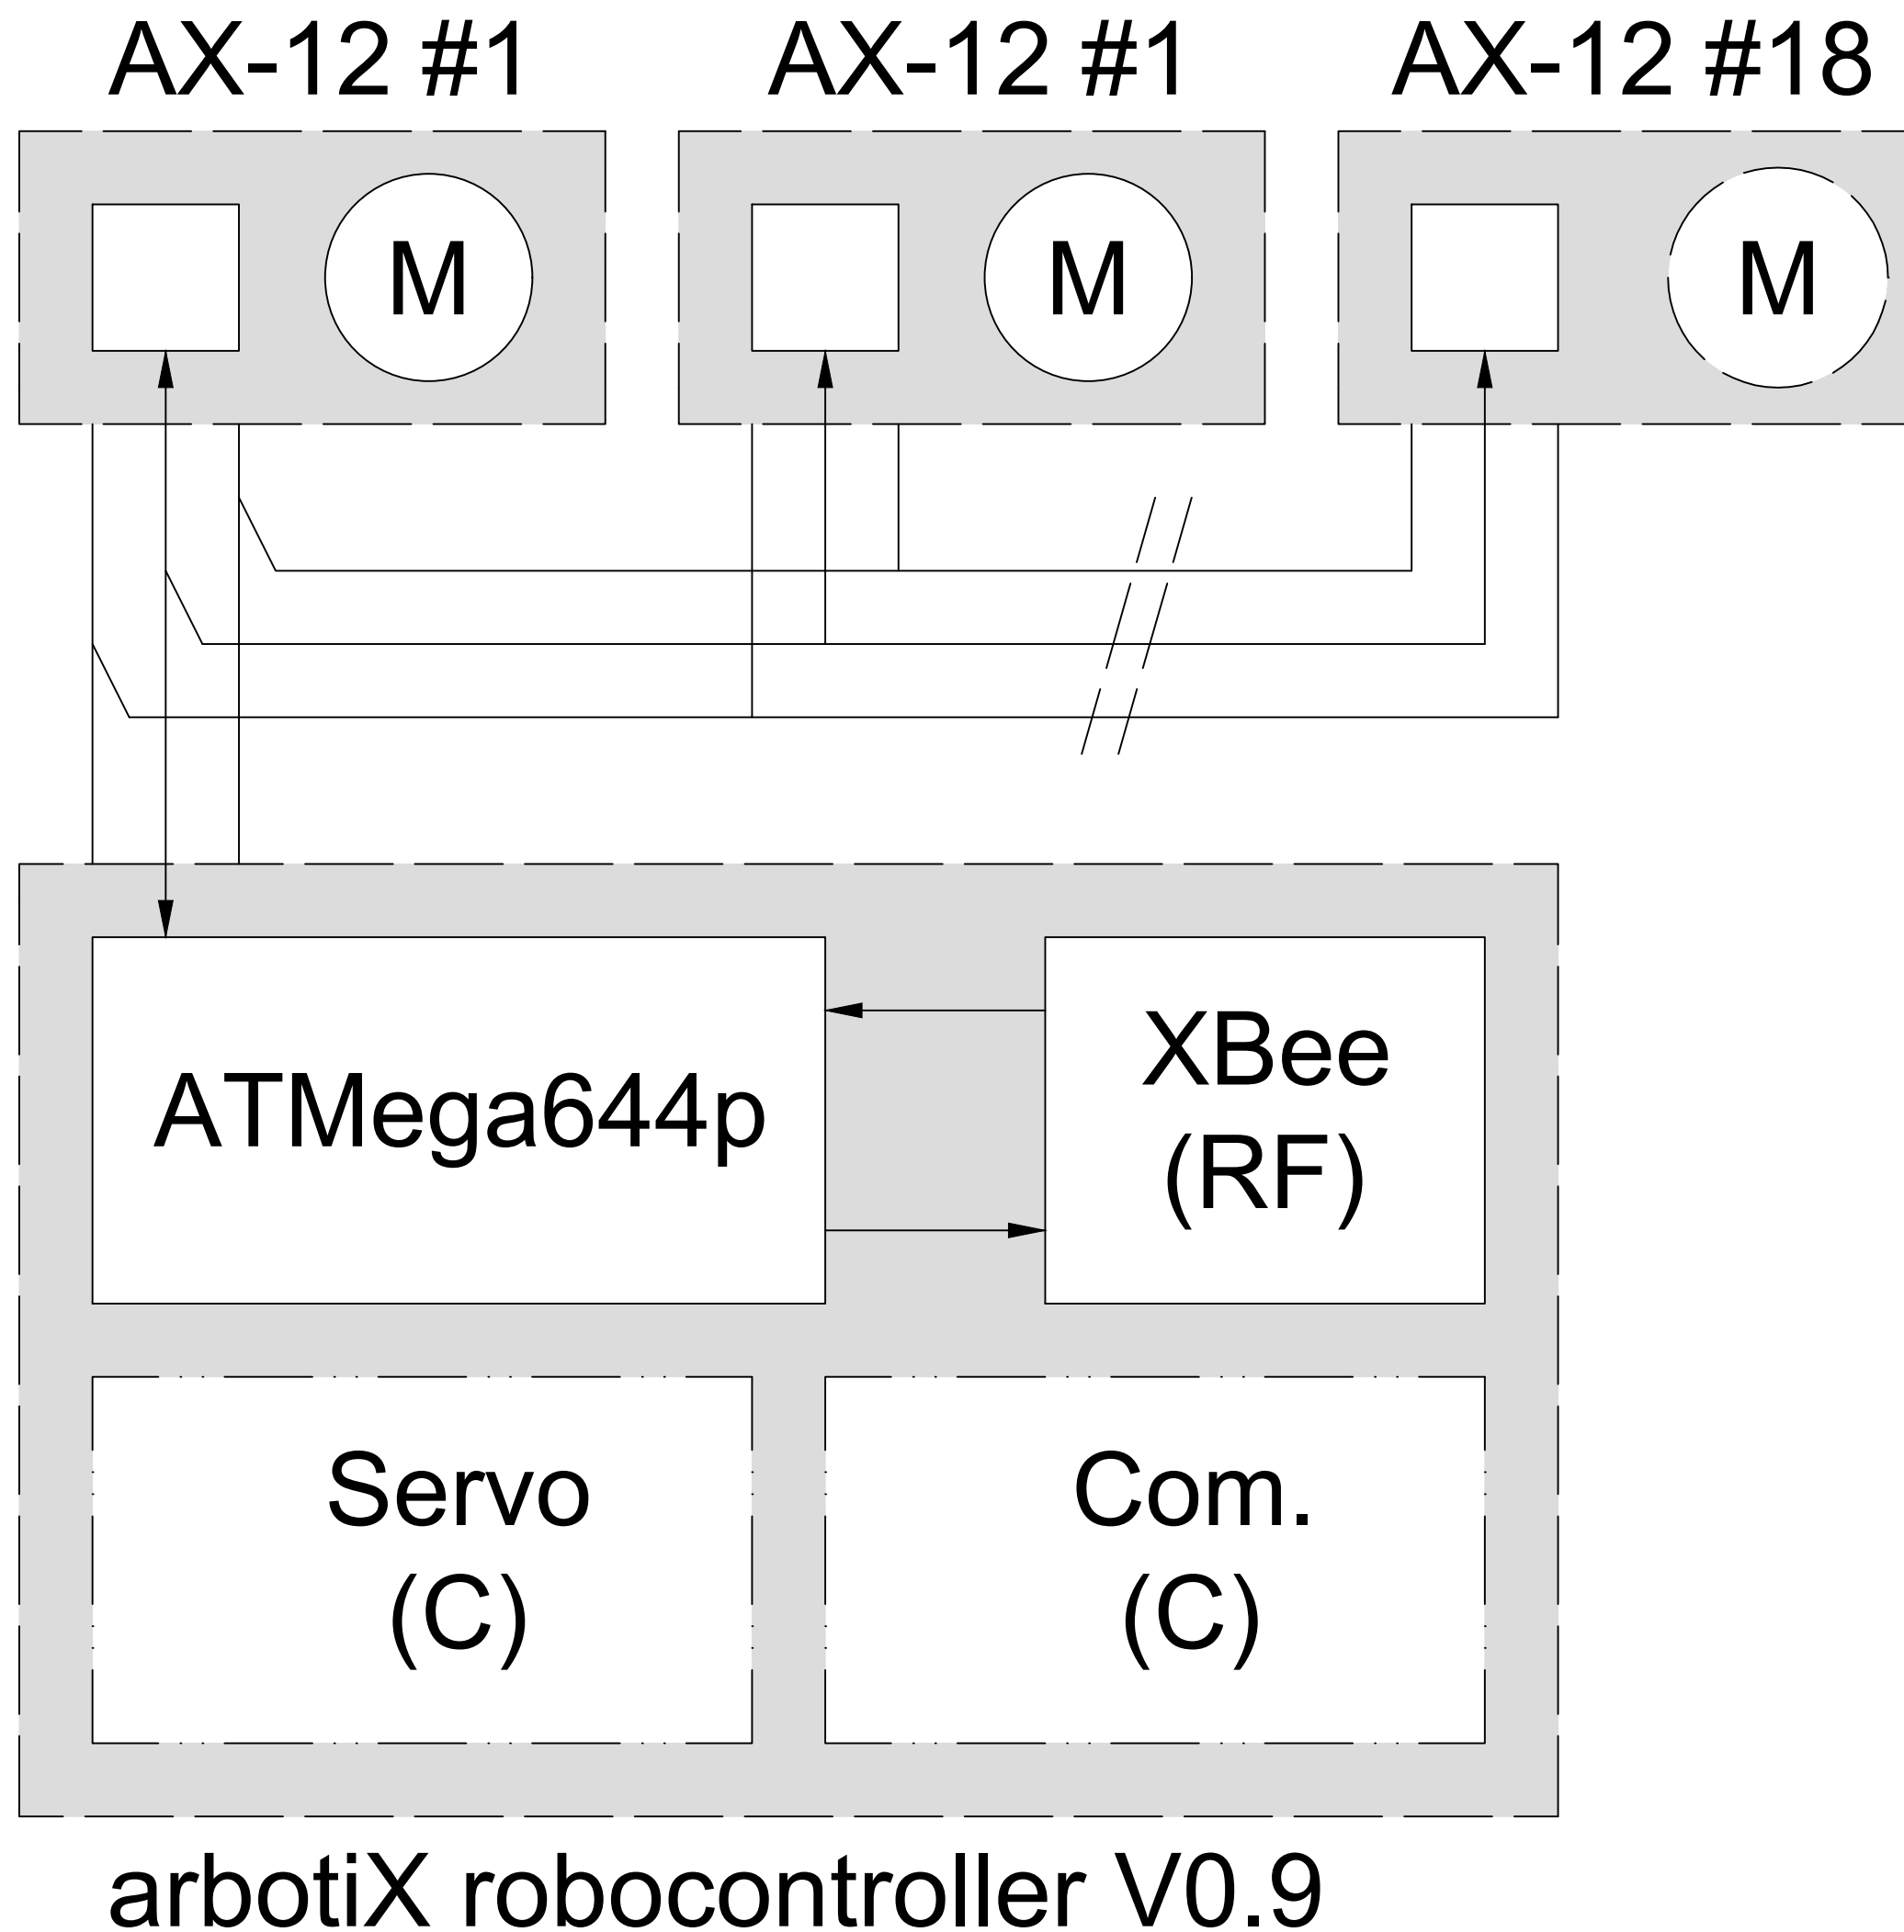 AX-12 #1
AX-12 #1
AX-12 #18
M
M
M
ATMega644p
XBee
(RF)
Servo
(C)
Com.
(C)
arbotiX robocontroller V0.9